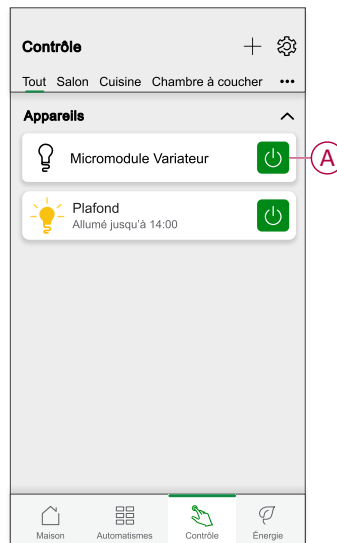 Contrôle
Tout Salon Cuisine Chambre à coucher •••
Appareils
Micromodule Variateur
A
Plafond
Allumé jusqu'à 14:00
Maison Automatismes Contrôle Énergie